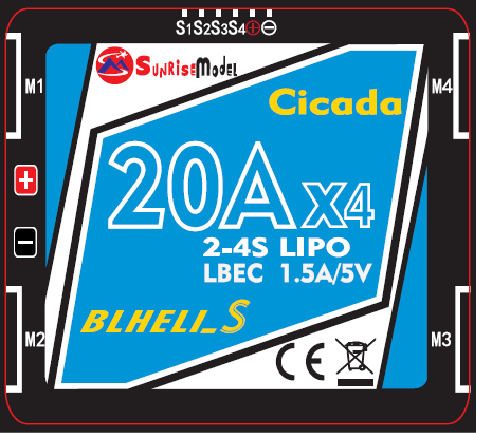 S1S2S3S4⊕⊖
M1
SUNRISEMODEL
M4
Cicada
+
20A X4
2-4S LIPO
LBEC 1.5A/5V
−
BLHELI_S
M2
M3
CE